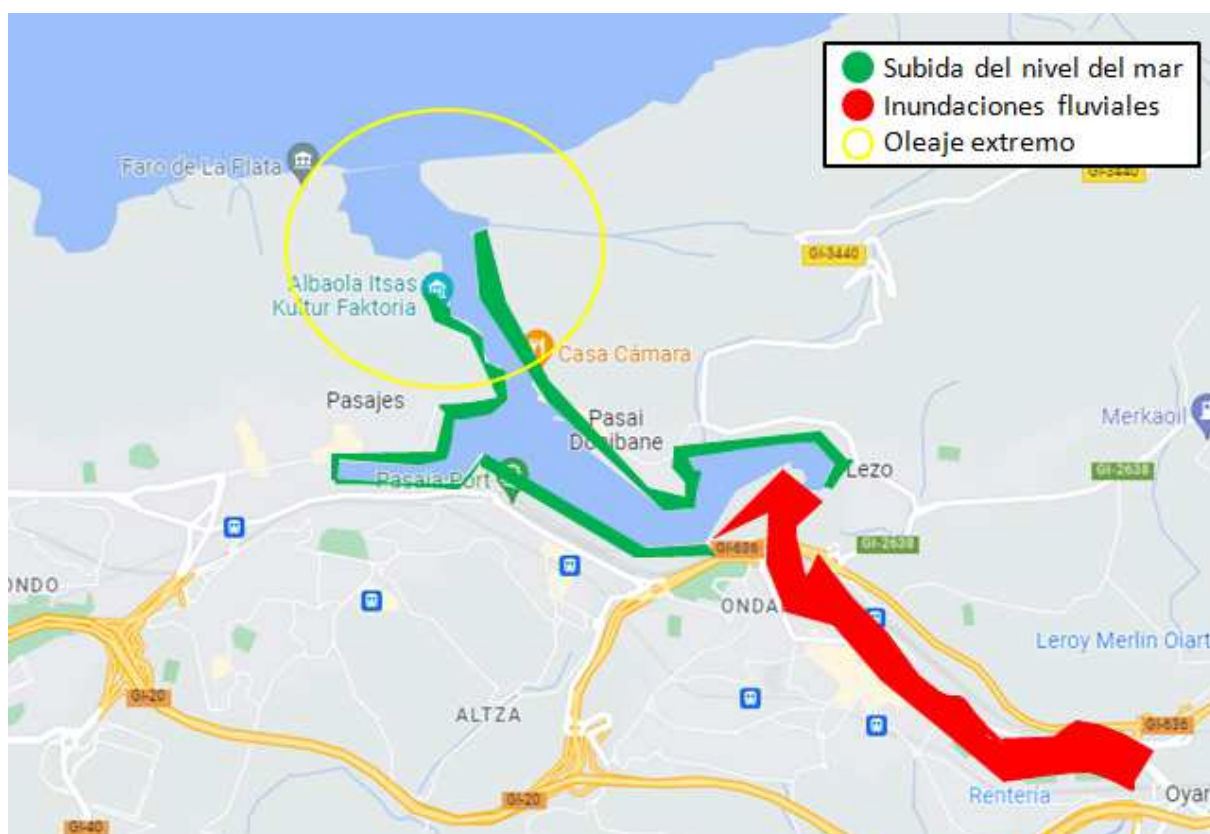 Subida del nivel del mar
Inundaciones fluviales
Oleaje extremo
Faro de La Plata
GI-3440
GI-3440
Albaola Itsas
Kultur Faktoria
Casa Cámara
Pasajes
Pasai
Donibane
Merkaoil
Pasaia Port
Lezo
GI-2638
GI-636
GI-2638
ONDO
ONDA
Leroy Merlin Oiart
GI-20
ALTZA
GI-636
GI-20
Renteria
Oyar
GI-40